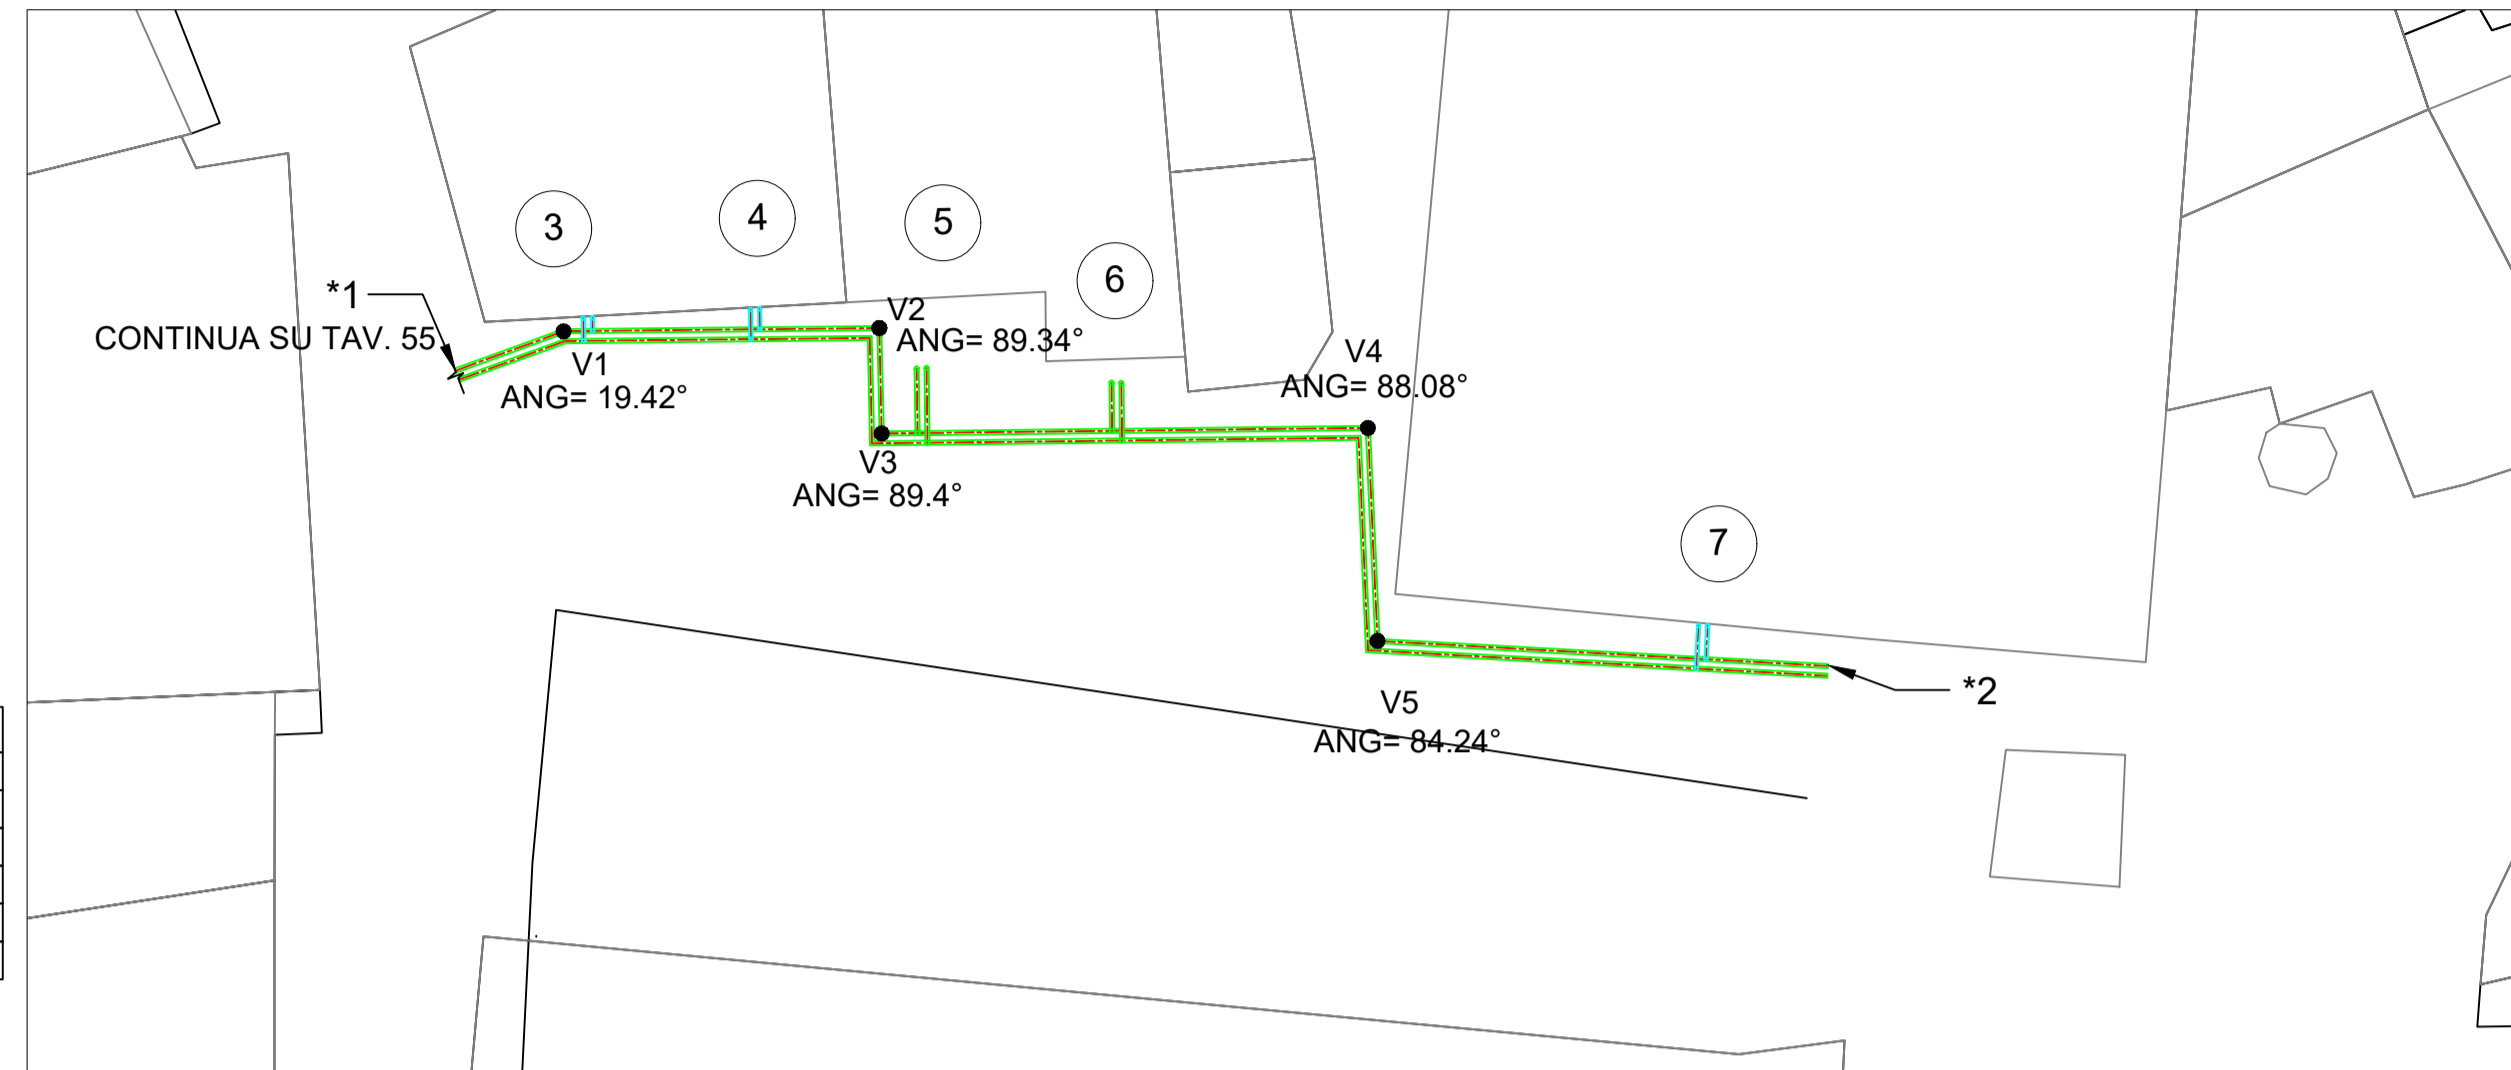 3
4
5
6
*1
CONTINUA SU TAV. 55
V1
ANG= 19.42°
V2
ANG= 89.34°
V3
ANG= 89.4°
V4
ANG= 88.08°
7
V5
ANG= 84.24°
*2